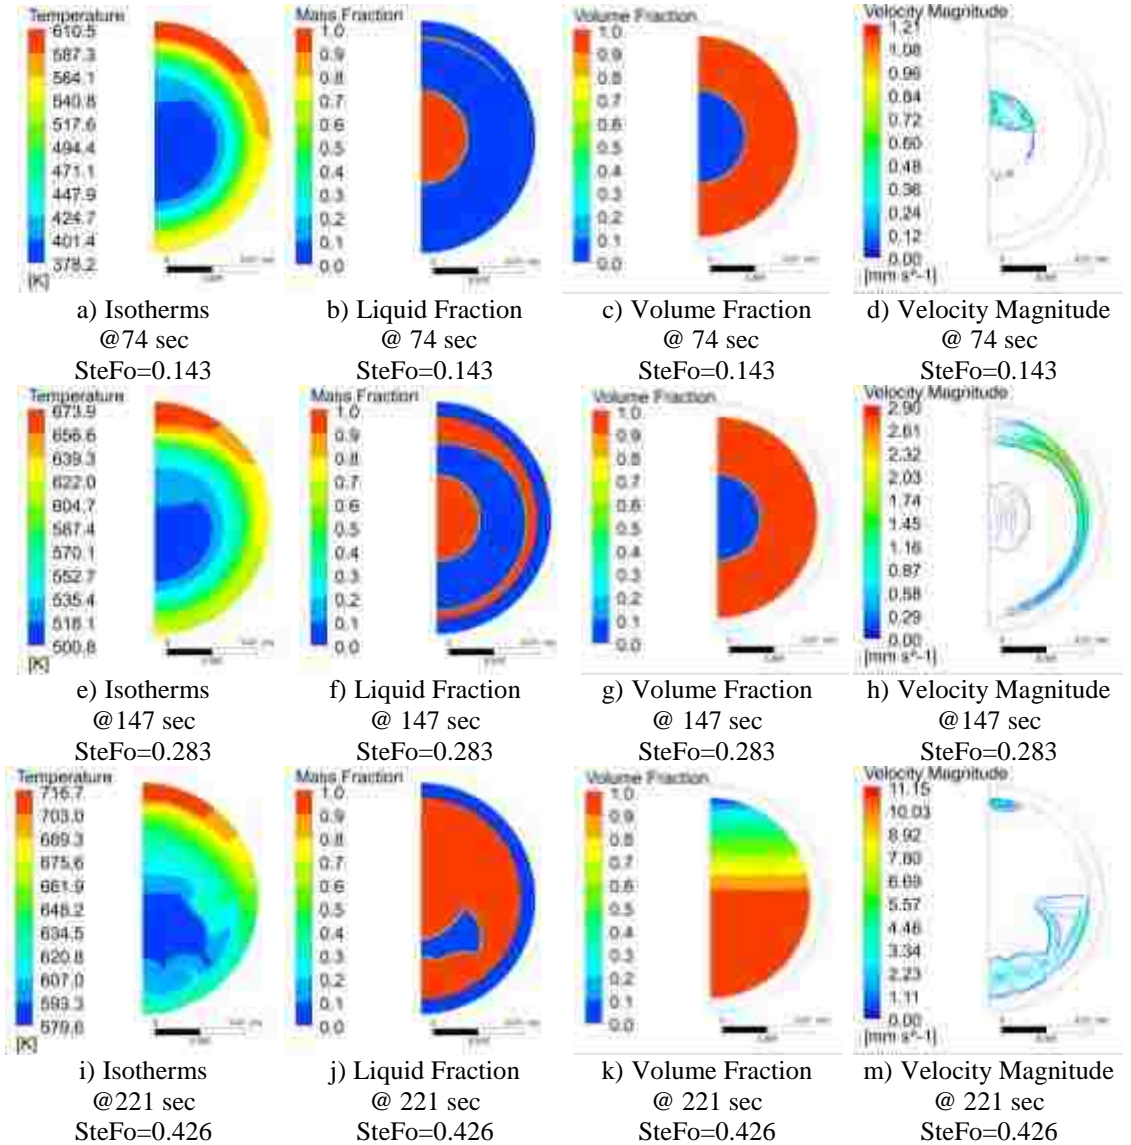 Temperature
610.5
587.3
564.1
540.8
517.6
494.4
471.1
447.9
424.7
401.4
378.2
[K]
Mass Fraction
1.0
0.9
0.8
0.7
0.6
0.5
0.4
0.3
0.2
0.1
0.0
Volume Fraction
1.0
0.9
0.8
0.7
0.6
0.5
0.4
0.3
0.2
0.1
0.0
Velocity Magnitude
1.21
1.08
0.96
0.84
0.72
0.60
0.48
0.36
0.24
0.12
0.00
[mm s^-1]
a) Isotherms
@74 sec
SteFo=0.143
b) Liquid Fraction
@ 74 sec
SteFo=0.143
c) Volume Fraction
@ 74 sec
SteFo=0.143
d) Velocity Magnitude
@ 74 sec
SteFo=0.143
Temperature
673.9
656.6
639.3
622.0
604.7
587.4
570.1
552.7
535.4
518.1
500.8
[K]
Mass Fraction
1.0
0.9
0.8
0.7
0.6
0.5
0.4
0.3
0.2
0.1
0.0
Volume Fraction
1.0
0.9
0.8
0.7
0.6
0.5
0.4
0.3
0.2
0.1
0.0
Velocity Magnitude
2.90
2.61
2.32
2.03
1.74
1.45
1.16
0.87
0.58
0.29
0.00
[mm s^-1]
e) Isotherms
@147 sec
SteFo=0.283
f) Liquid Fraction
@ 147 sec
SteFo=0.283
g) Volume Fraction
@ 147 sec
SteFo=0.283
h) Velocity Magnitude
@147 sec
SteFo=0.283
Temperature
716.7
703.0
689.3
675.6
661.9
648.2
634.5
620.8
607.0
593.3
579.6
[K]
Mass Fraction
1.0
0.9
0.8
0.7
0.6
0.5
0.4
0.3
0.2
0.1
0.0
Volume Fraction
1.0
0.9
0.8
0.7
0.6
0.5
0.4
0.3
0.2
0.1
0.0
Velocity Magnitude
11.15
10.03
8.92
7.80
6.69
5.57
4.46
3.34
2.23
1.11
0.00
[mm s^-1]
i) Isotherms
@221 sec
SteFo=0.426
j) Liquid Fraction
@ 221 sec
SteFo=0.426
k) Volume Fraction
@ 221 sec
SteFo=0.426
m) Velocity Magnitude
@ 221 sec
SteFo=0.426